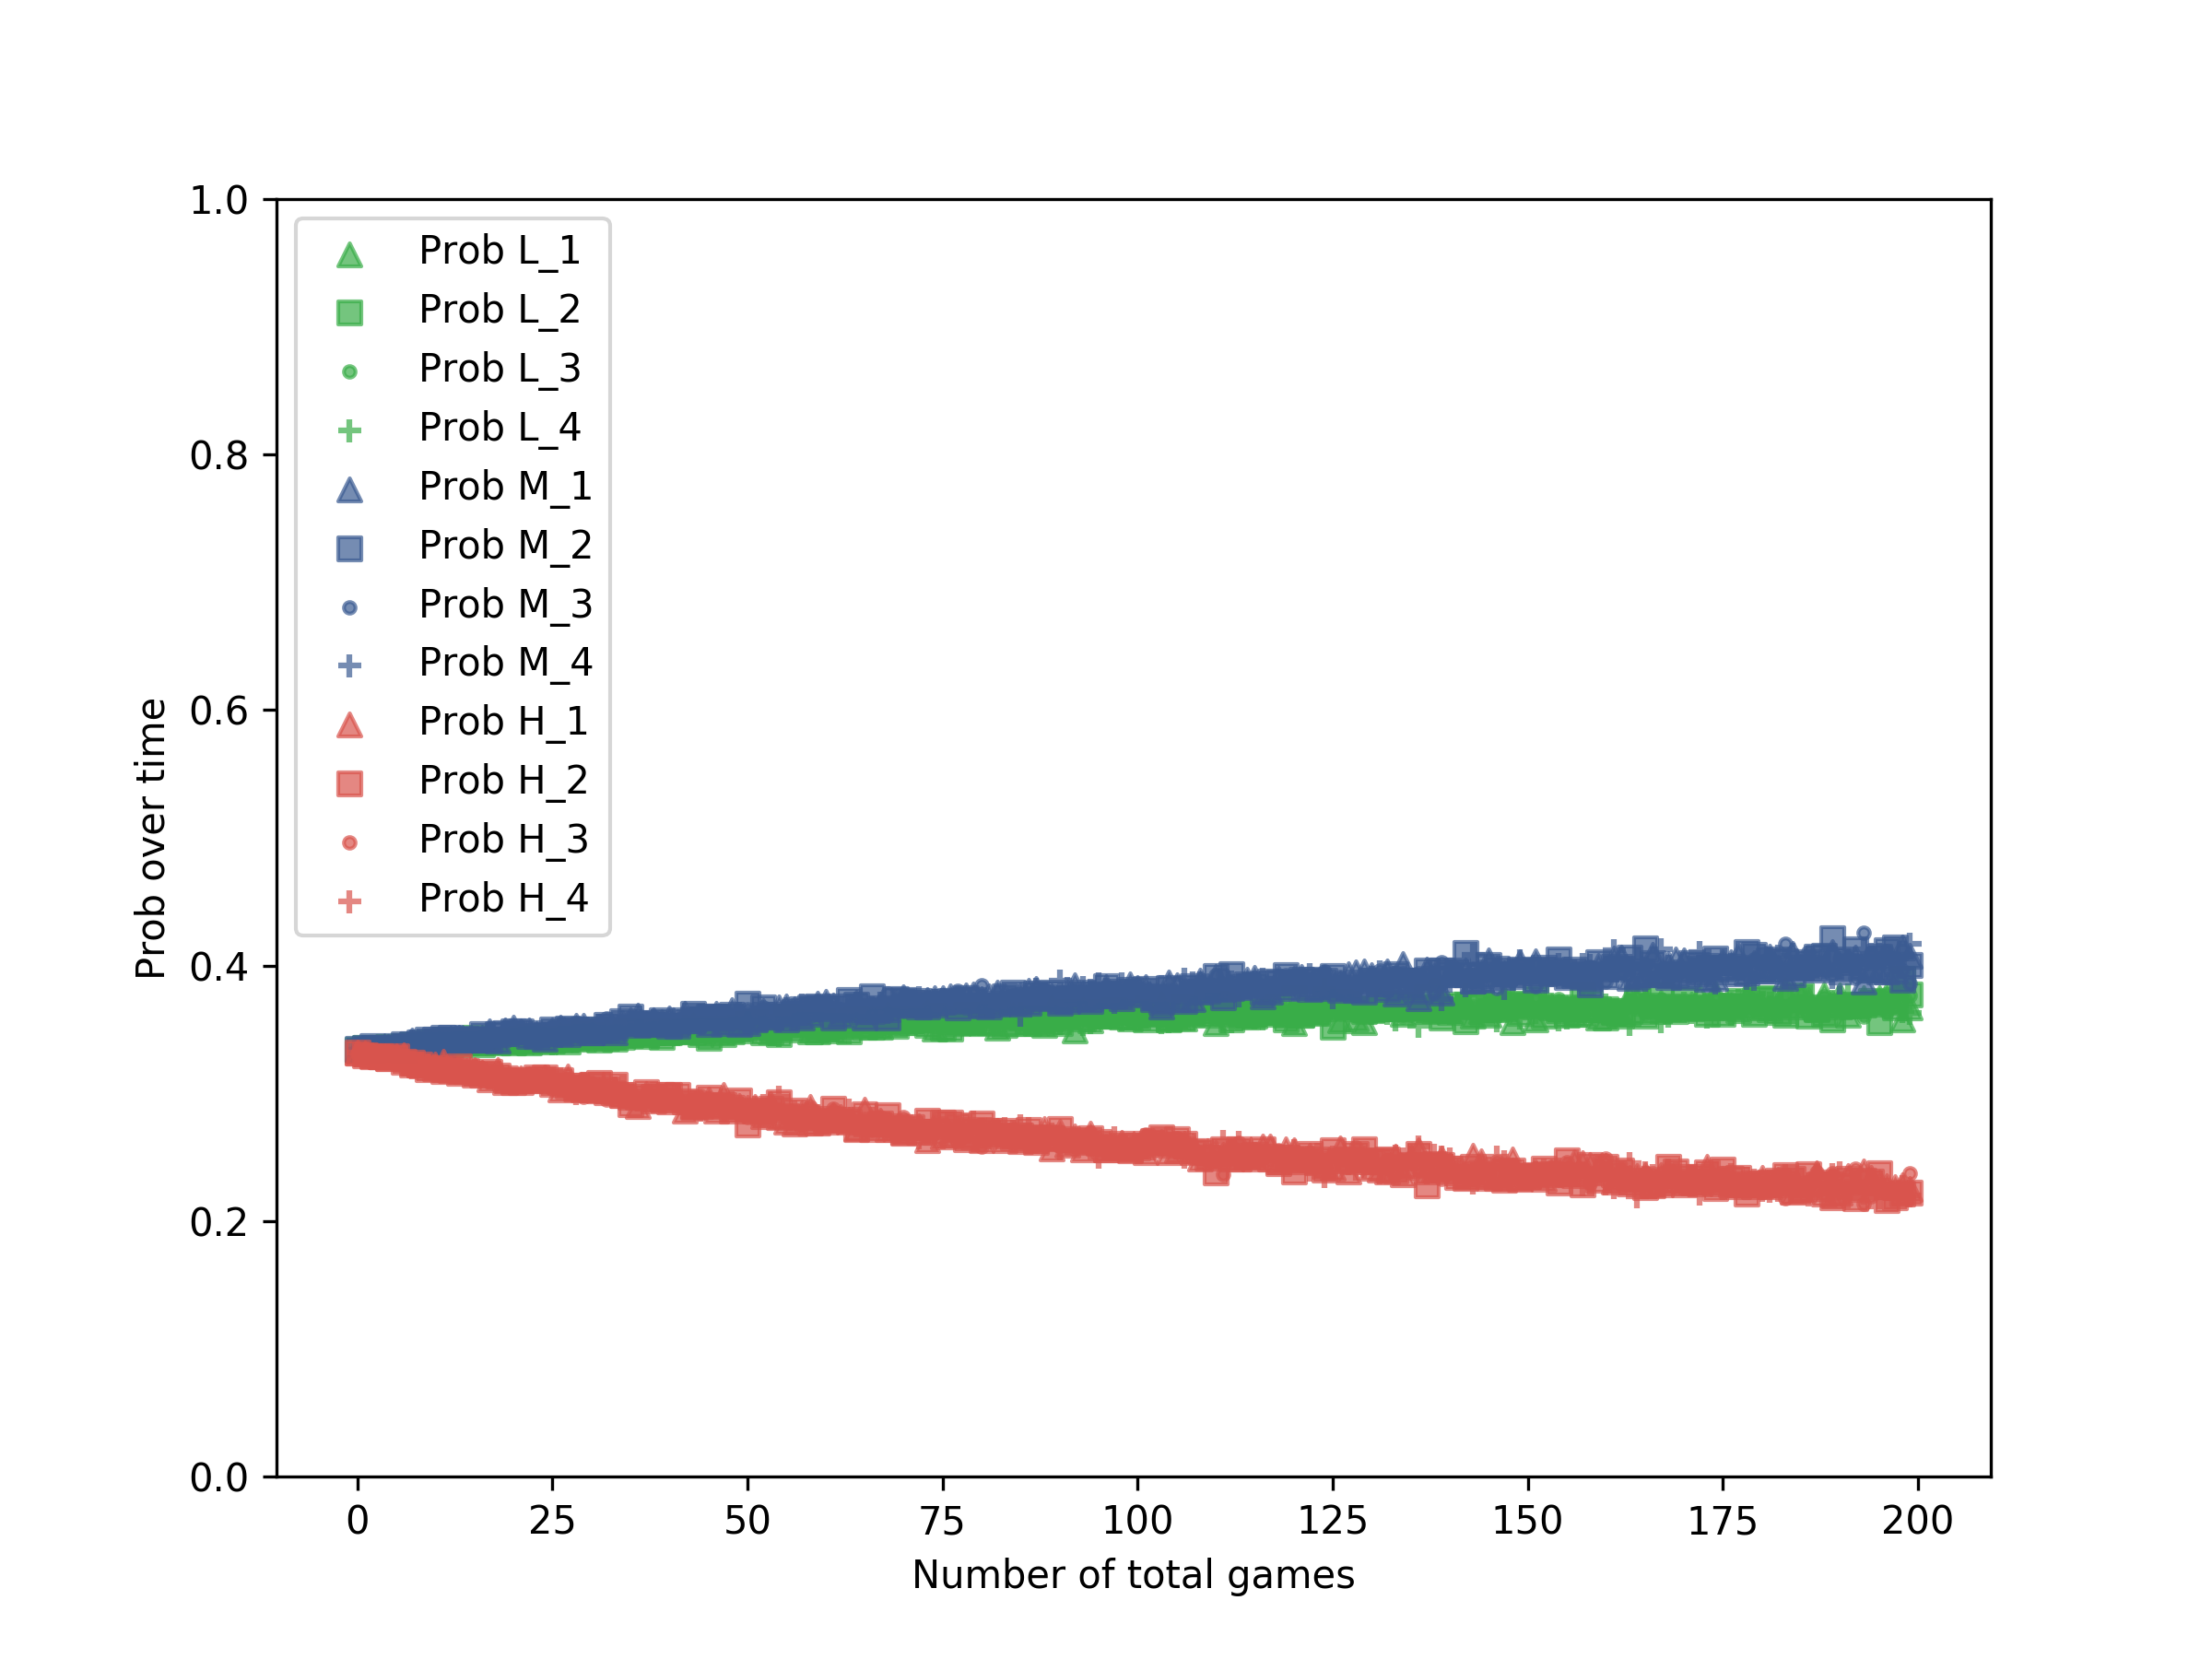 1.0
0.8
0.6
0.4
0.2
0.0
Prob over time
Prob L_1
Prob L_2
Prob L_3
Prob L_4
Prob M_1
Prob M_2
Prob M_3
Prob M_4
Prob H_1
Prob H_2
Prob H_3
Prob H_4
0 25 50 75 100 125 150 175 200
Number of total games